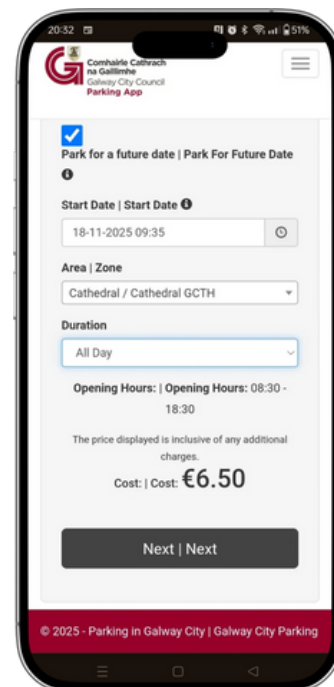 20:32
51%
Comhairle Cathrach
na Gaillimhe
Galway City Council
Parking App
Park for a future date | Park For Future Date
Start Date | Start Date
18-11-2025 09:35
Area | Zone
Cathedral / Cathedral GCTH
Duration
All Day
Opening Hours: | Opening Hours: 08:30 -
18:30
The price displayed is inclusive of any additional
charges.
Cost: | Cost: €6.50
Next | Next
© 2025 - Parking in Galway City | Galway City Parking